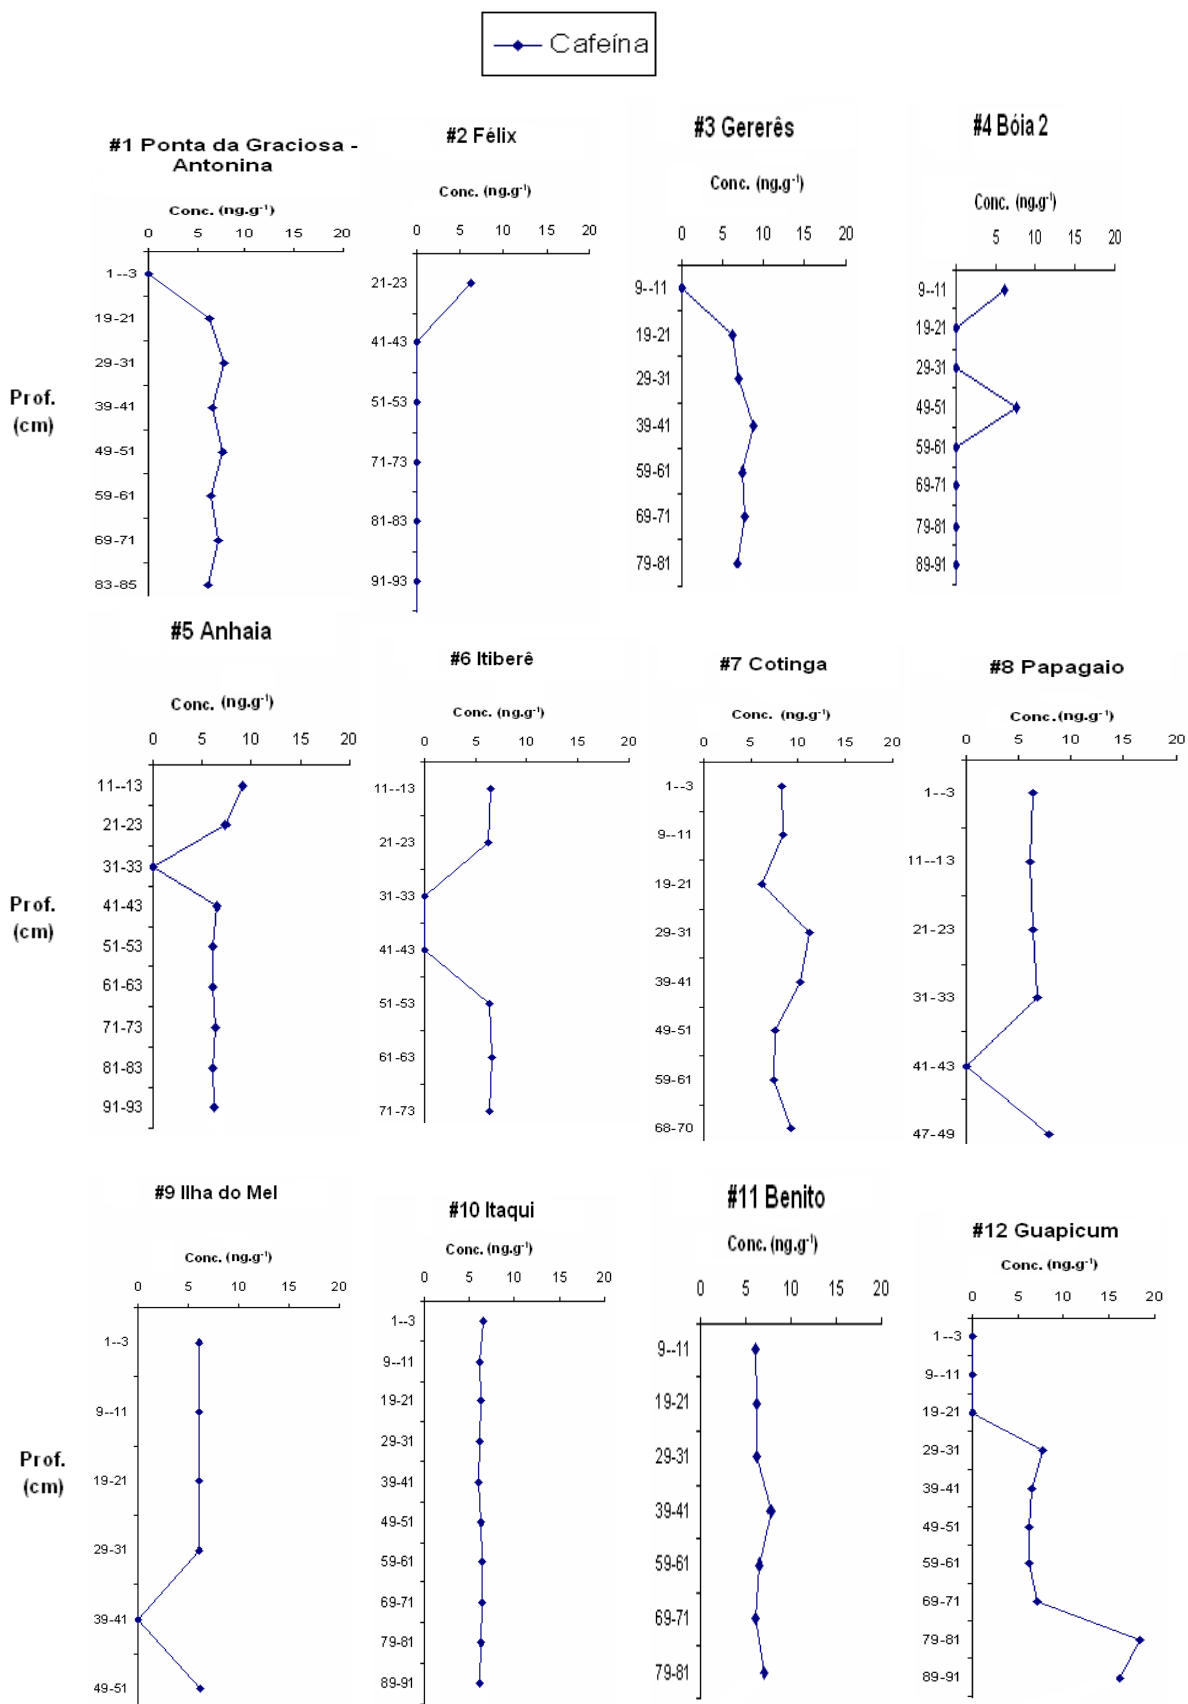 Cafeína
#1 Ponta da Graciosa -
Antonina
Conc. (ng.g-1)
0 5 10 15 20
1--3
19-21
29-31
39-41
49-51
59-61
69-71
83-85
Prof.
(cm)
#2 Félix
Conc. (ng.g-1)
0 5 10 15 20
21-23
41-43
51-53
71-73
81-83
91-93
#3 Gererês
Conc. (ng.g-1)
0 5 10 15 20
9--11
19-21
29-31
39-41
59-61
69-71
79-81
#4 Bóia 2
Conc. (ng.g-1)
5 10 15 20
9--11
19-21
29-31
49-51
59-61
69-71
79-81
89-91
#5 Anhaia
Conc. (ng.g-1)
0 5 10 15 20
11--13
21-23
31-33
41-43
51-53
61-63
71-73
81-83
91-93
Prof.
(cm)
#6 Itiberê
Conc. (ng.g-1)
0 5 10 15 20
11--13
21-23
31-33
41-43
51-53
61-63
71-73
#7 Cotinga
Conc. (ng.g-1)
0 5 10 15 20
1--3
9--11
19-21
29-31
39-41
49-51
59-61
68-70
#8 Papagaio
Conc. (ng.g-1)
0 5 10 15 20
1--3
11--13
21-23
31-33
41-43
47-49
#9 Ilha do Mel
Conc. (ng.g-1)
0 5 10 15 20
1--3
9--11
19-21
29-31
39-41
49-51
Prof.
(cm)
#10 Itaqui
Conc. (ng.g-1)
0 5 10 15 20
1--3
9--11
19-21
29-31
39-41
49-51
59-61
69-71
79-81
89-91
#11 Benito
Conc. (ng.g-1)
0 5 10 15 20
9--11
19-21
29-31
39-41
59-61
69-71
79-81
#12 Guapicum
Conc. (ng.g-1)
0 5 10 15 20
1--3
9--11
19-21
29-31
39-41
49-51
59-61
69-71
79-81
89-91